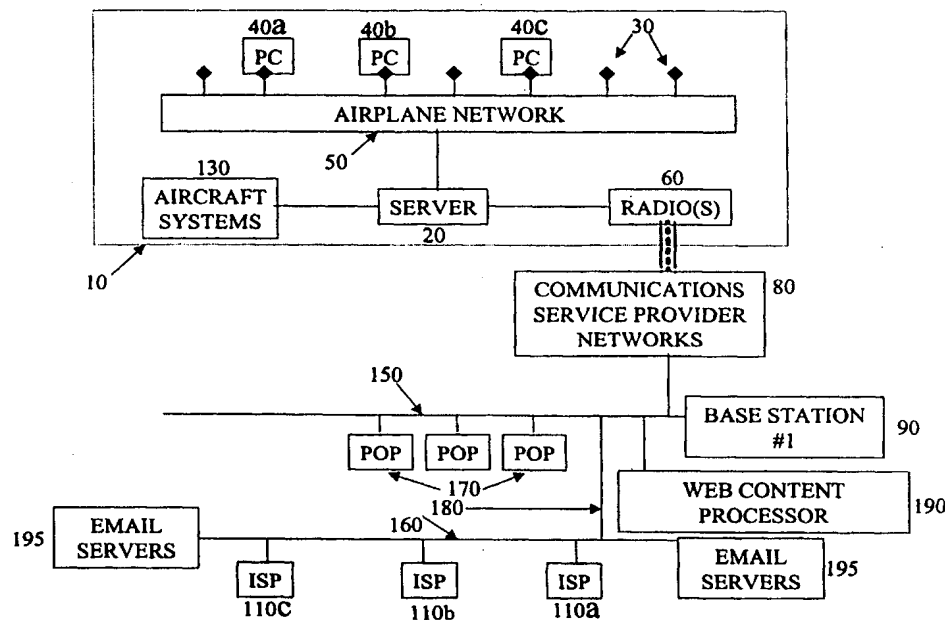 40a 40b 40c 30
PC PC PC
AIRPLANE NETWORK
50
130 60
AIRCRAFT
SYSTEMS
SERVER
RADIO(S)
20
10
COMMUNICATIONS
SERVICE PROVIDER
NETWORKS
80
150
BASE STATION
#1
90
POP POP POP
170
180
WEB CONTENT
PROCESSOR
190
160
195
EMAIL
SERVERS
EMAIL
SERVERS
195
ISP ISP ISP
110c 110b 110a